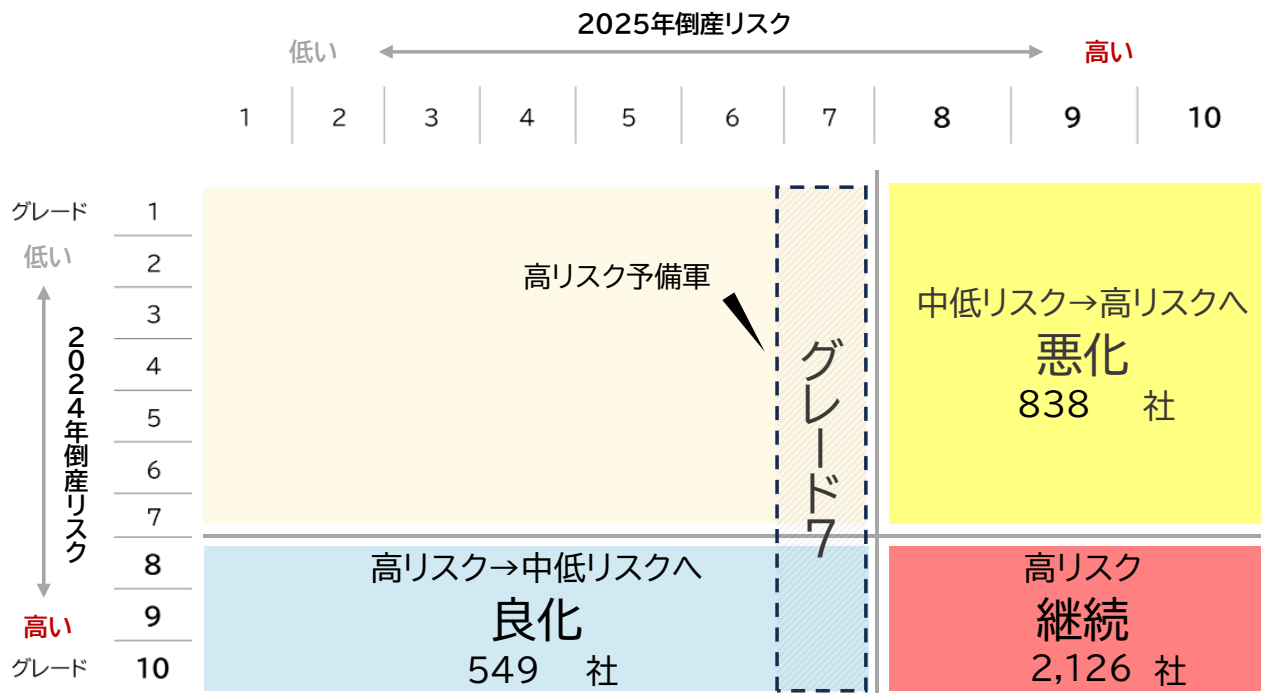 2025年倒産リスク
低い
高い
1 2 3 4 5 6 7 8 9 10
グレード 1
低い
2
3
4
5
6
7
8
9
高い
グレード 10
2024年倒産リスク
高リスク予備軍
グレード7
中低リスク→高リスクへ
悪化
838 社
高リスク→中低リスクへ
良化
549 社
高リスク
継続
2,126 社